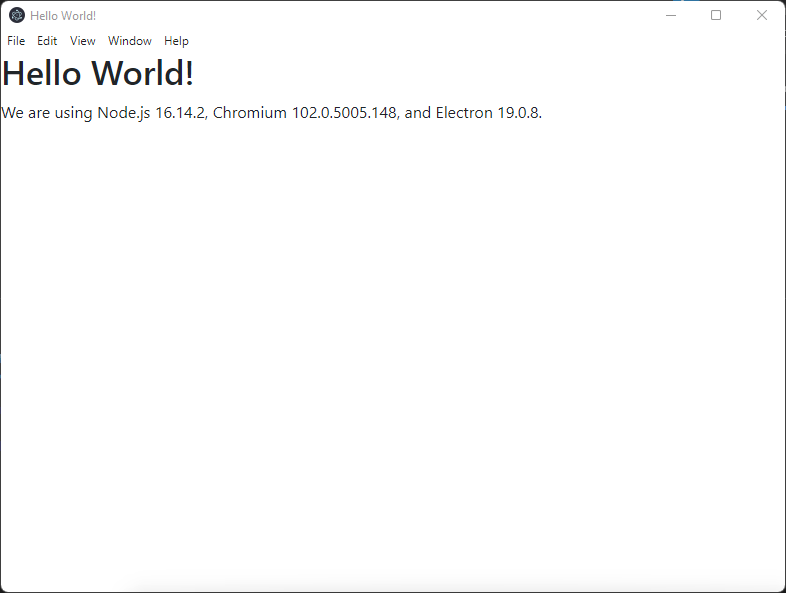 Hello World!
File Edit View Window Help
Hello World!
We are using Node.js 16.14.2, Chromium 102.0.5005.148, and Electron 19.0.8.